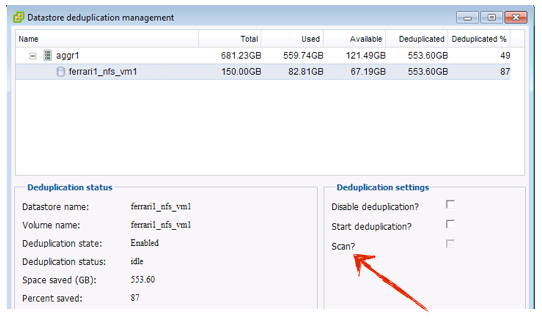 Datastore deduplication management
Name Total Used Available Deduplicated Deduplicated %
aggr1 681.23GB 559.74GB 121.49GB 553.60GB 49
ferrari1_nfs_vm1 150.00GB 82.81GB 67.19GB 553.60GB 87
Deduplication status
Datastore name: ferrari1_nfs_vm1
Volume name: ferrari1_nfs_vm1
Deduplication state: Enabled
Deduplication status: idle
Space saved (GB): 553.60
Percent saved: 87
Deduplication settings
Disable deduplication?
Start deduplication?
Scan?